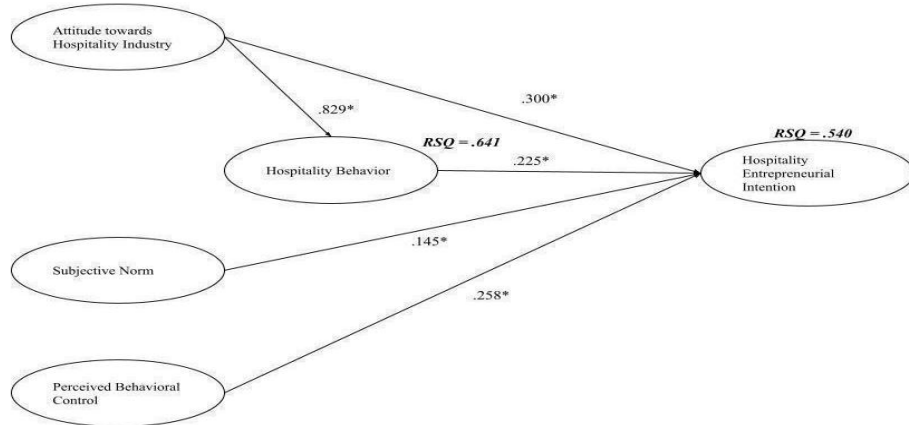 Attitude towards
Hospitality Industry
.829*
.300*
RSQ = .641
RSQ = .540
Hospitality Behavior
.225*
Hospitality
Entrepreneurial
Intention
.145*
Subjective Norm
.258*
Perceived Behavioral
Control